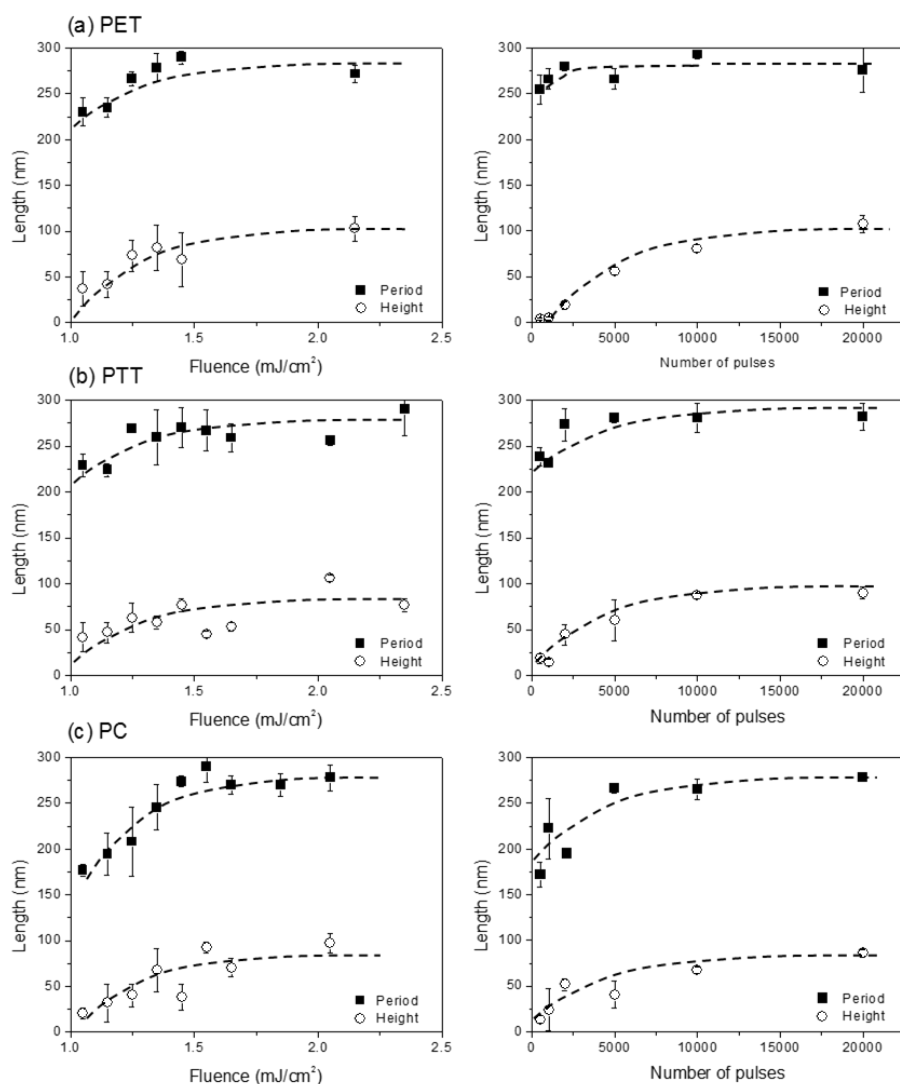 (a) PET
300
250
200
150
100
50
0
Length (nm)
1.0
1.5
2.0
2.5
Fluence (mJ/cm²)
Period
Height
300
250
200
150
100
50
0
Length (nm)
0
5000
10000
15000
20000
Number of pulses
Period
Height
(b) PTT
300
250
200
150
100
50
0
Length (nm)
1.0
1.5
2.0
2.5
Fluence (mJ/cm²)
Period
Height
300
250
200
150
100
50
0
Length (nm)
0
5000
10000
15000
20000
Number of pulses
Period
Height
(c) PC
300
250
200
150
100
50
0
Length (nm)
1.0
1.5
2.0
2.5
Fluence (mJ/cm²)
Period
Height
300
250
200
150
100
50
0
Length (nm)
0
5000
10000
15000
20000
Number of pulses
Period
Height